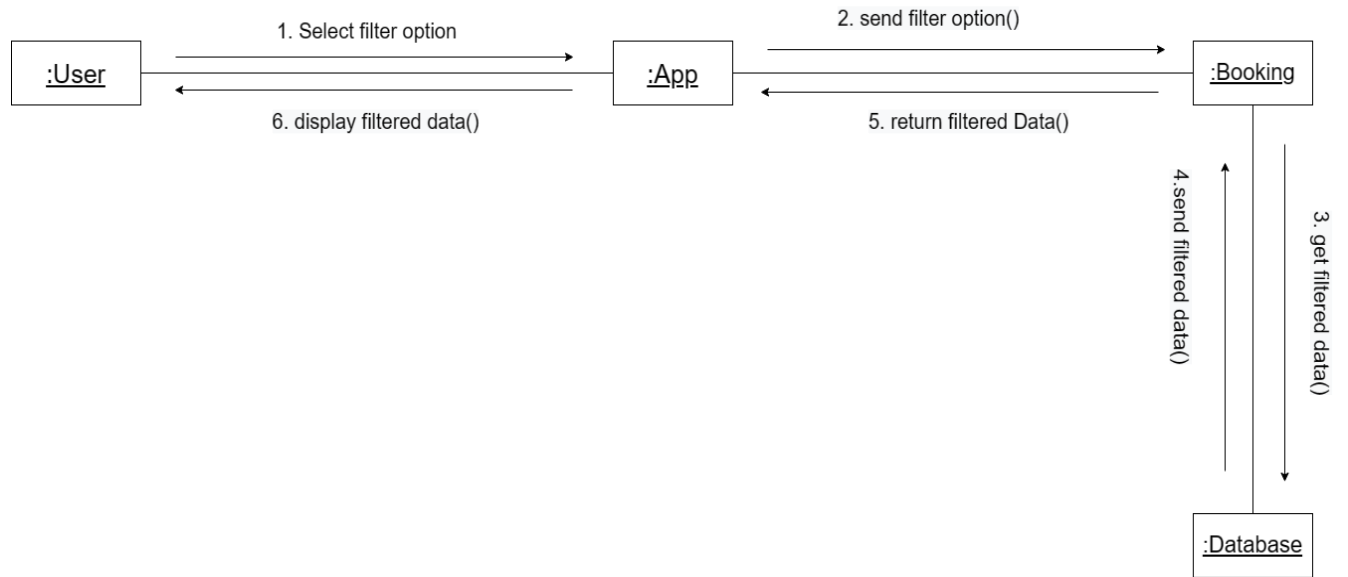 1. Select filter option
2. send filter option()
:User
:App
:Booking
6. display filtered data()
5. return filtered Data()
4.send filtered data()
3. get filtered data()
:Database